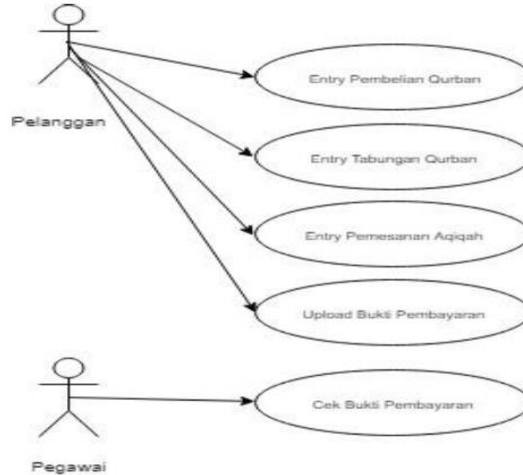 Entry Pembelian Qurban
Pelanggan
Entry Tabungan Qurban
Entry Pemesanan Aqiqah
Upload Bukti Pembayaran
Cek Bukti Pembayaran
Pegawai